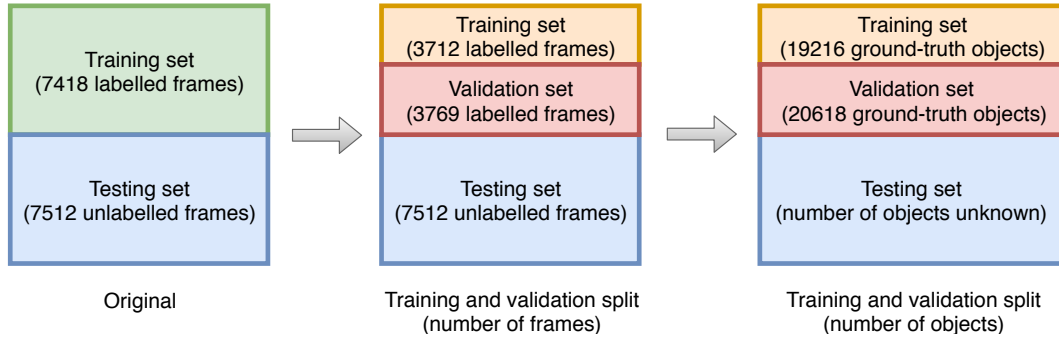 Training set
(7418 labelled frames)
Testing set
(7512 unlabelled frames)
Original
Training set
(3712 labelled frames)
Validation set
(3769 labelled frames)
Testing set
(7512 unlabelled frames)
Training and validation split
(number of frames)
Training set
(19216 ground-truth objects)
Validation set
(20618 ground-truth objects)
Testing set
(number of objects unknown)
Training and validation split
(number of objects)